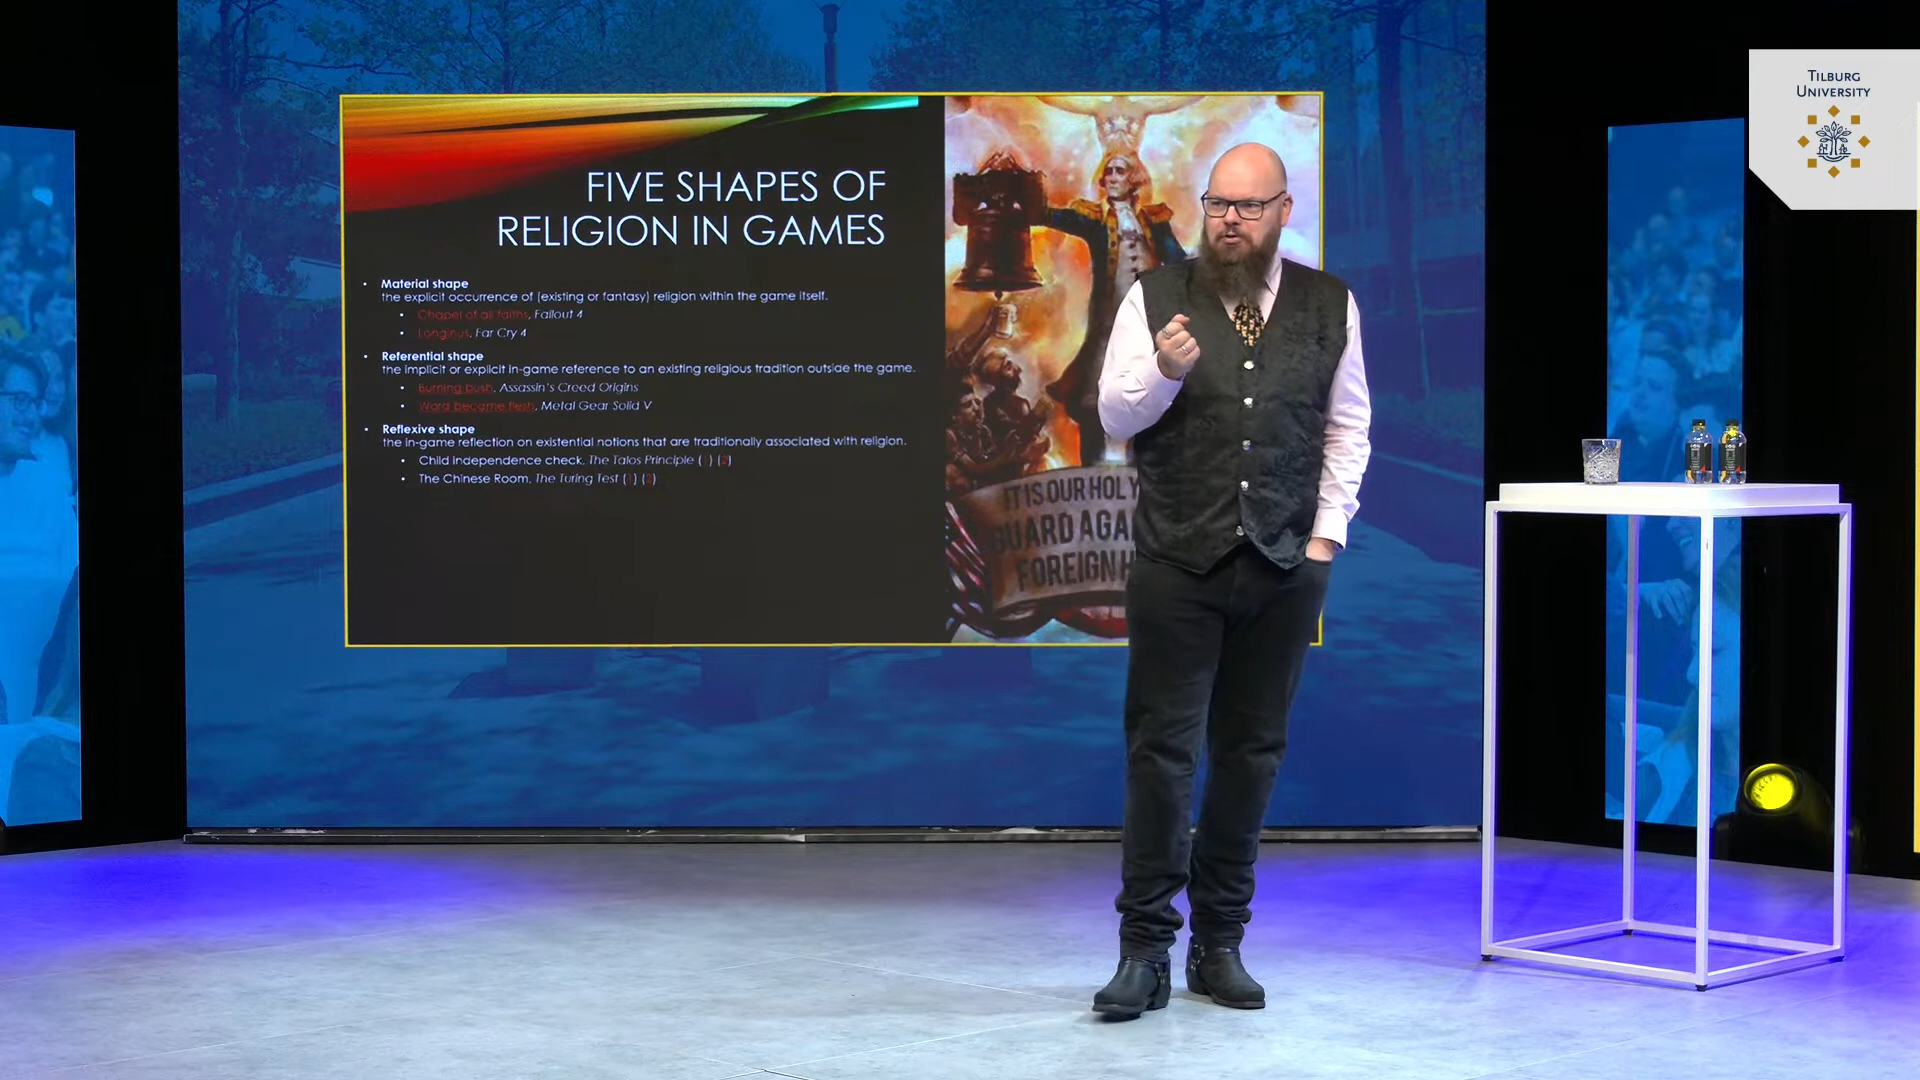 TILBURG
UNIVERSITY
FIVE SHAPES OF
RELIGION IN GAMES
• Material shape
the explicit occurrence of (existing or fantasy) religion within the game itself.
• Chapel of all faiths, Fallout 4
• Longinus, Far Cry 4
• Referential shape
the implicit or explicit in-game reference to an existing religious tradition outside the game.
• Burning bush, Assassin's Creed Origins
• Word became flesh, Metal Gear Solid V
• Reflexive shape
the in-game reflection on existential notions that are traditionally associated with religion.
• Child independence check, The Talos Principle ( ) (2)
• The Chinese Room, The Turing Test ( ) (2)
IT IS OUR HOLY
GUARD AGAI
FOREIGN H